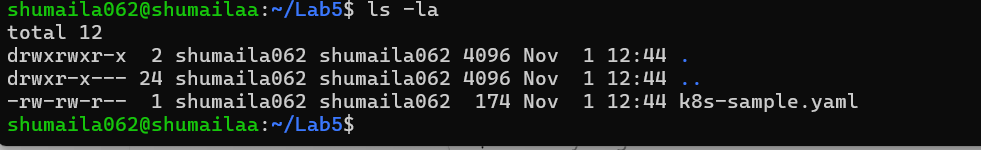 shumaila062@shumailaa:~/Lab5$ ls -la
total 12
drwxrwxr-x  2 shumaila062 shumaila062 4096 Nov  1 12:44 .
drwxr-x--- 24 shumaila062 shumaila062 4096 Nov  1 12:44 ..
-rw-rw-r--  1 shumaila062 shumaila062  174 Nov  1 12:44 k8s-sample.yaml
shumaila062@shumailaa:~/Lab5$